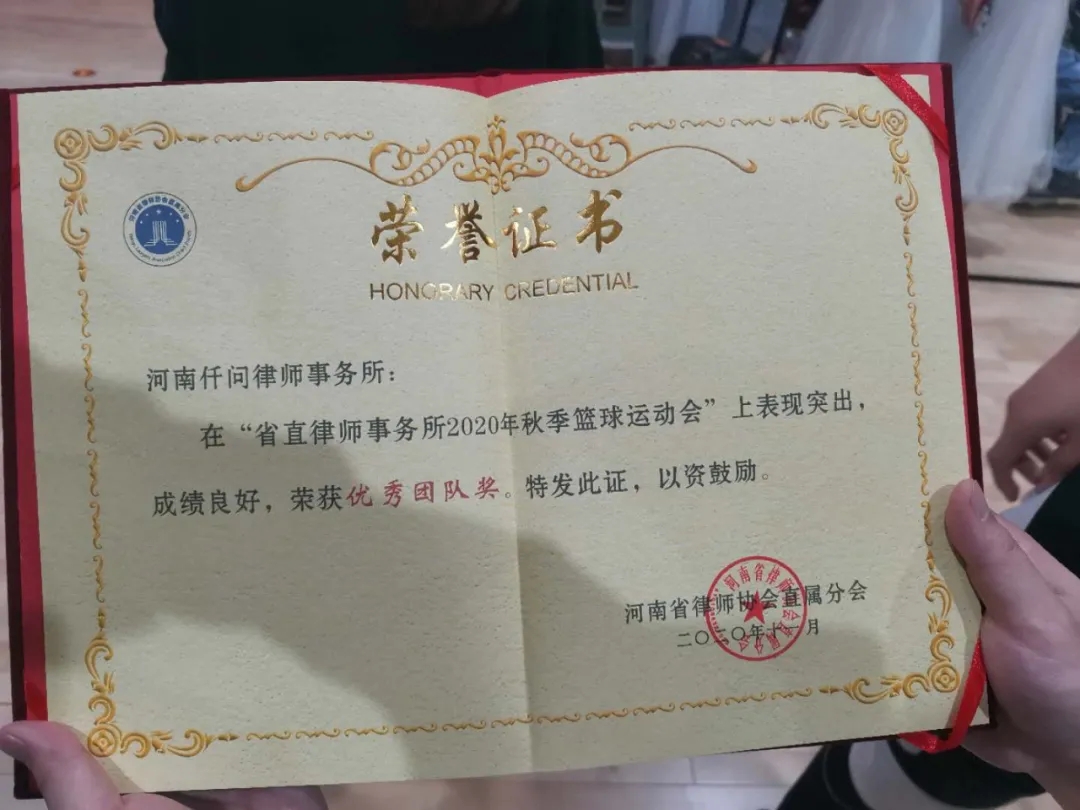 荣誉证书
HONORARY CREDENTIAL
河南仟问律师事务所：
在“省直律师事务所2020年秋季篮球运动会”上表现突出，
成绩良好，荣获优秀团队奖。特发此证，以资鼓励。
河南省律师协会直属分会
二〇二〇年十一月